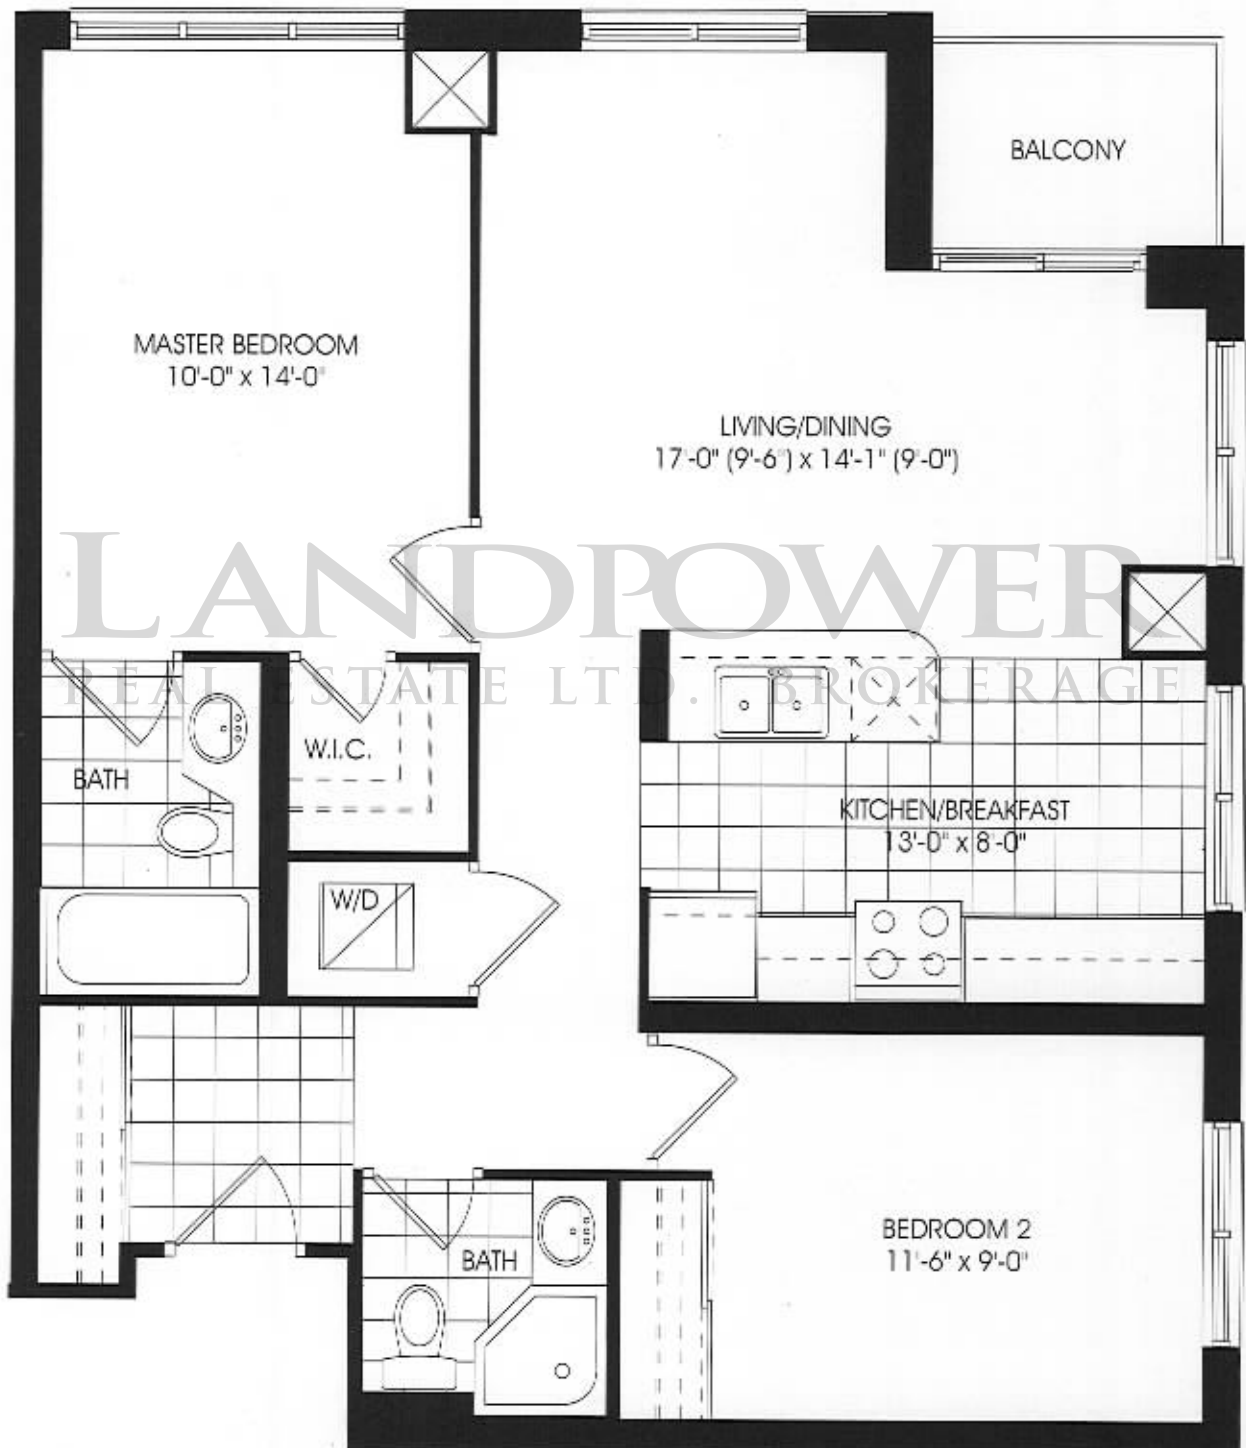 BALCONY
MASTER BEDROOM
10'-0" x 14'-0"
LIVING/DINING
17'-0" (9'-6") x 14'-1" (9'-0")
LANDPOWER
REAL ESTATE LTD. BROKERAGE
W.I.C.
BATH
KITCHEN/BREAKFAST
13'-0" x 8'-0"
W/D
BEDROOM 2
11'-6" x 9'-0"
BATH